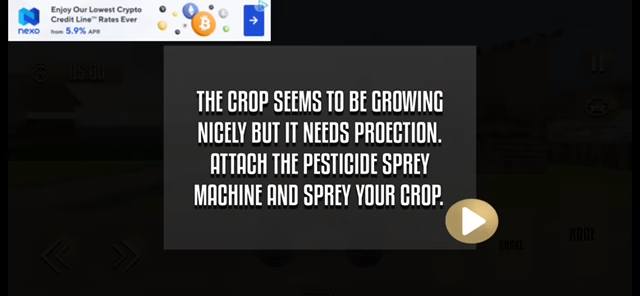 Enjoy Our Lowest Crypto
Credit Line™ Rates Ever
from 5.9% APR
nexo
THE CROP SEEMS TO BE GROWING
NICELY BUT IT NEEDS PROECTION.
ATTACH THE PESTICIDE SPREY
MACHINE AND SPREY YOUR CROP.